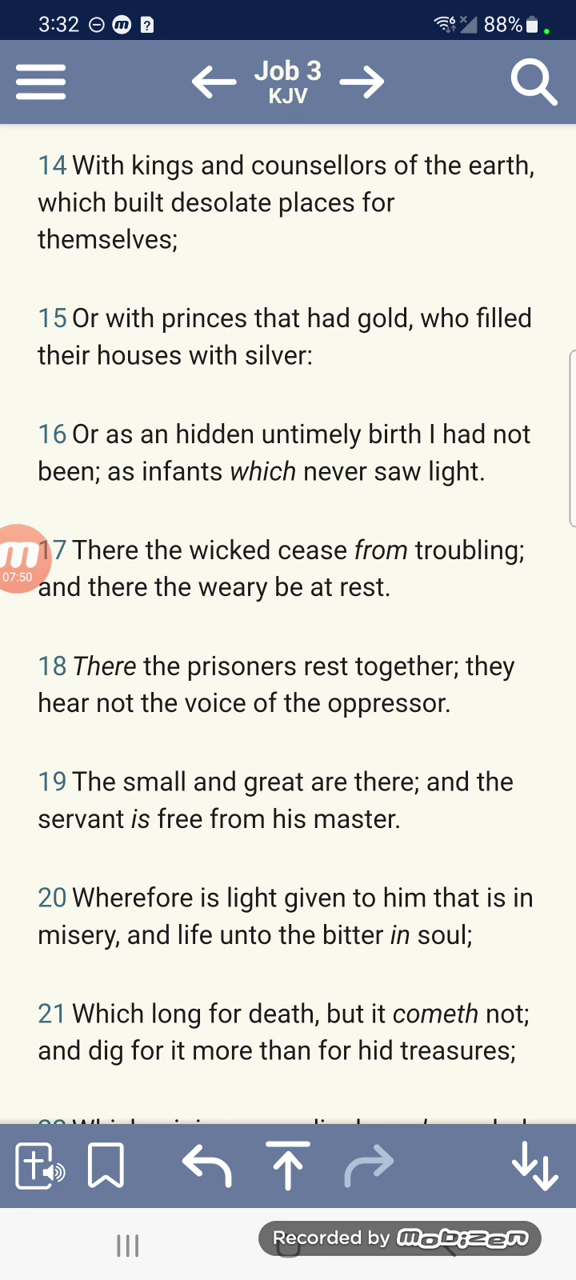 3:32
88%
Job 3
KJV
14 With kings and counsellors of the earth,
which built desolate places for
themselves;
15 Or with princes that had gold, who filled
their houses with silver:
16 Or as an hidden untimely birth I had not
been; as infants which never saw light.
17 There the wicked cease from troubling;
07:50
and there the weary be at rest.
18 There the prisoners rest together; they
hear not the voice of the oppressor.
19 The small and great are there; and the
servant is free from his master.
20 Wherefore is light given to him that is in
misery, and life unto the bitter in soul;
21 Which long for death, but it cometh not;
and dig for it more than for hid treasures;
Recorded by mobizen